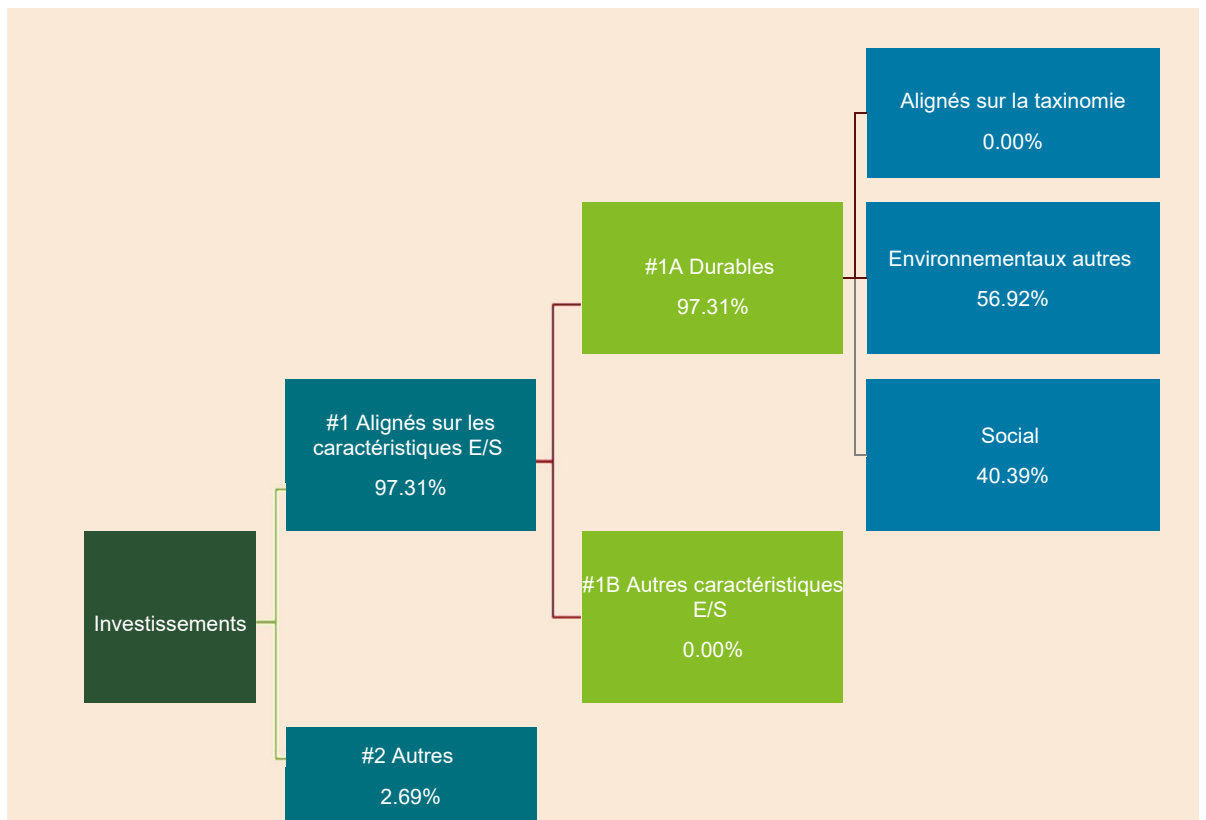 Alignés sur la taxinomie
0.00%
#1A Durables
97.31%
Environnementaux autres
56.92%
#1 Alignés sur les
caractéristiques E/S
97.31%
Social
40.39%
Investissements
#1B Autres caractéristiques
E/S
0.00%
#2 Autres
2.69%